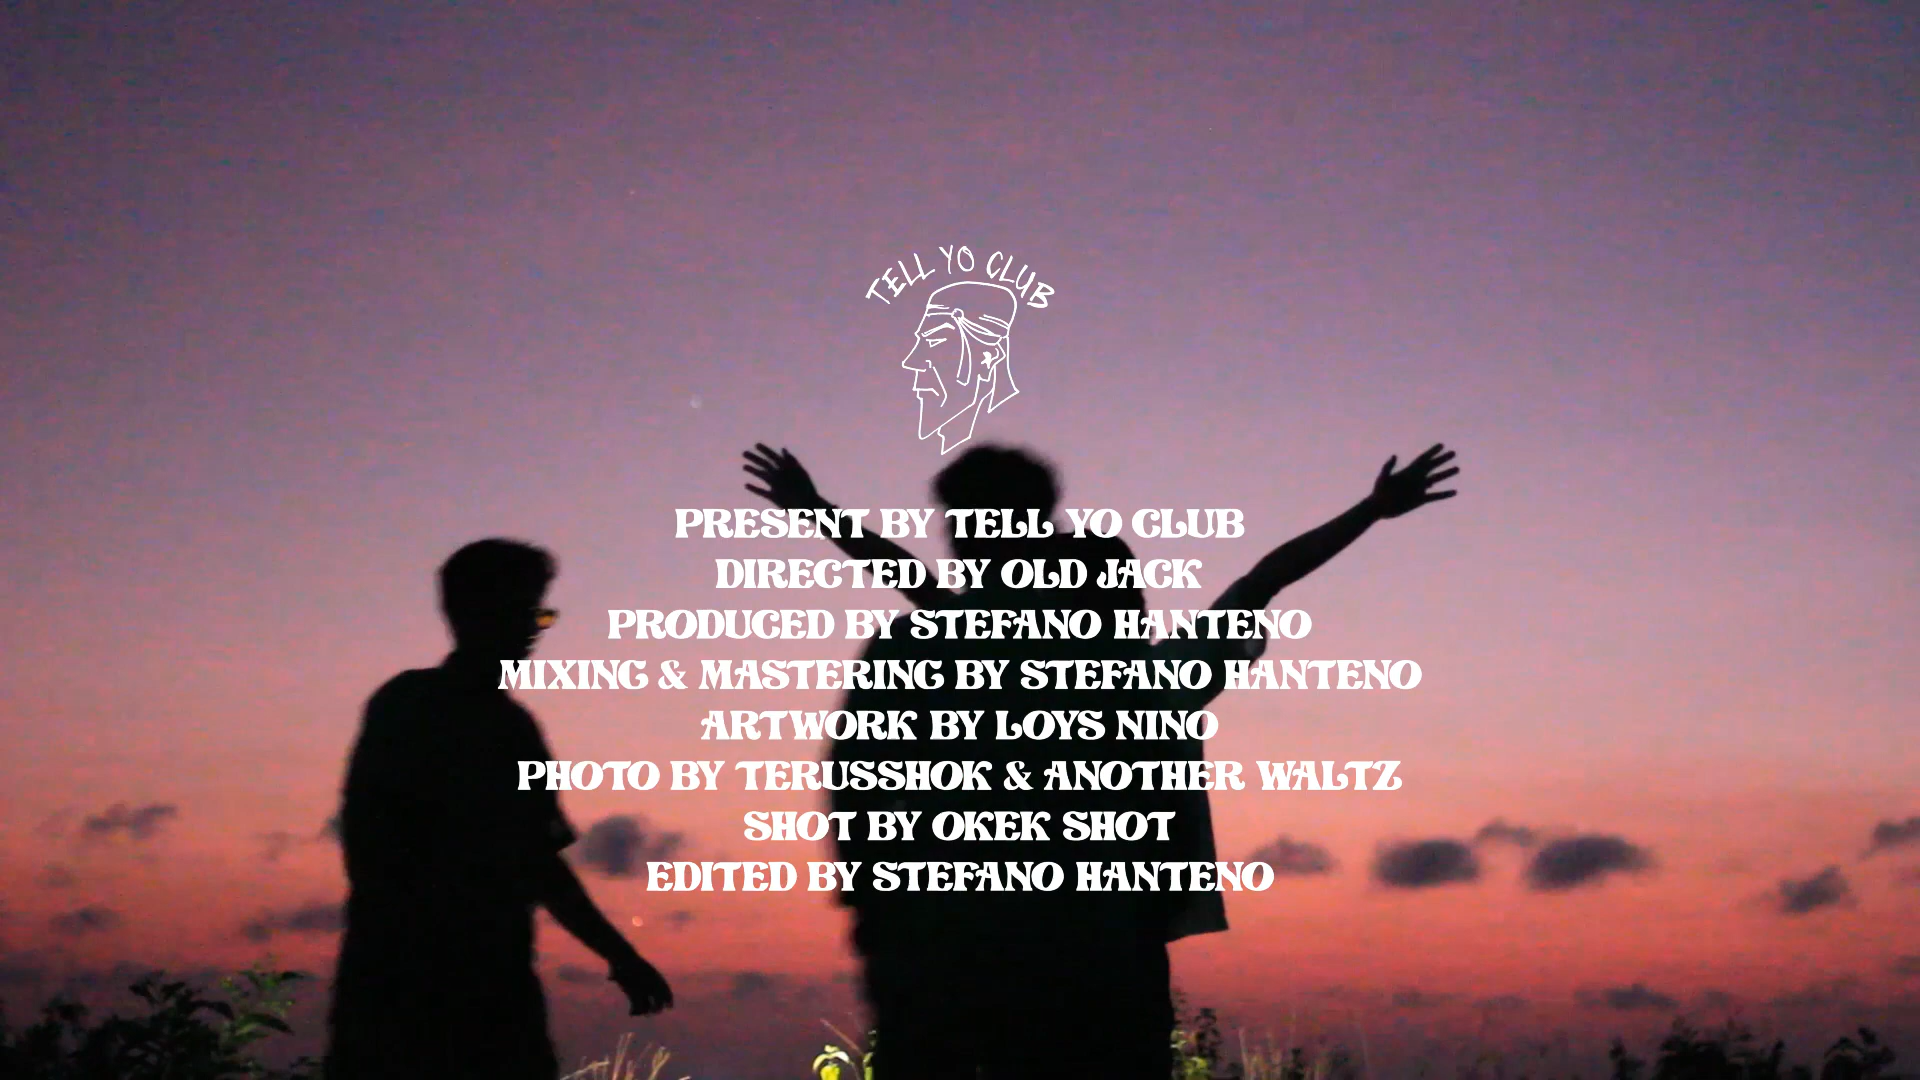 TELL YO CLUB
PRESENT BY TELL YO CLUB
DIRECTED BY OLD JACK
PRODUCED BY STEFANO HANTENO
MIXING & MASTERING BY STEFANO HANTENO
ARTWORK BY LOYS NINO
PHOTO BY TERUSSHOK & ANOTHER WALTZ
SHOT BY OKEK SHOT
EDITED BY STEFANO HANTENO